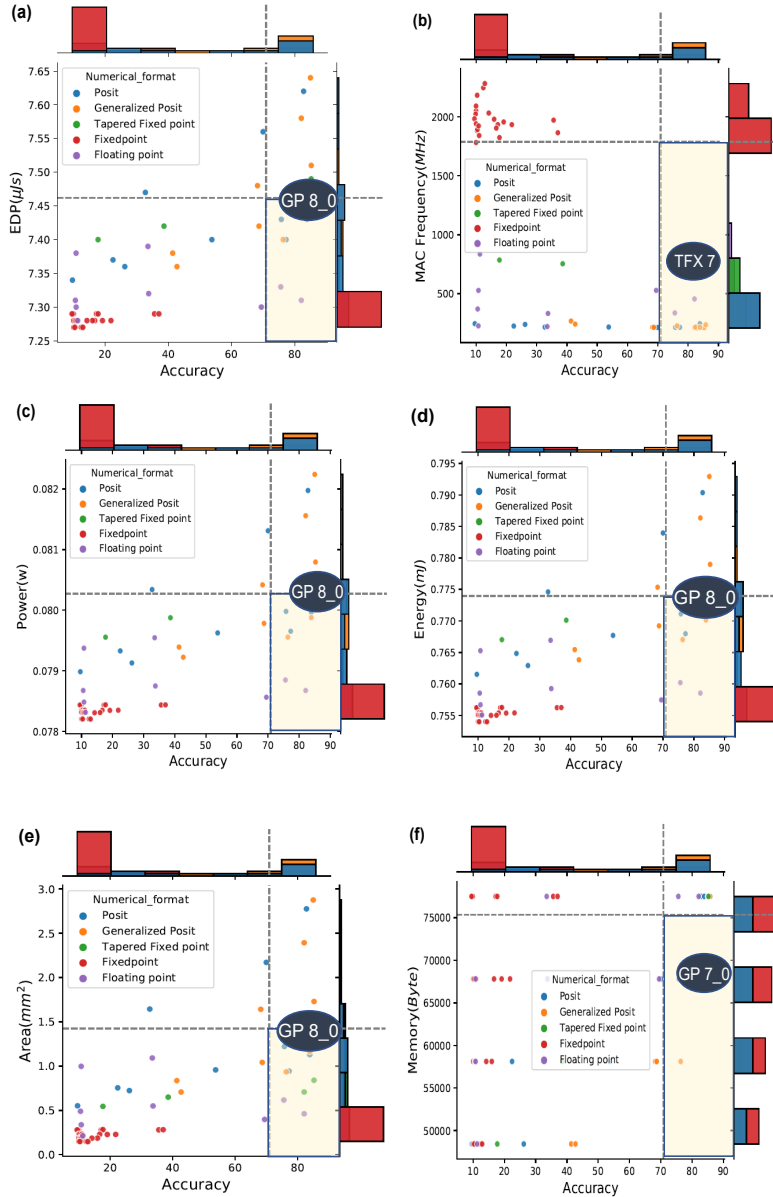 (a)
Numerical_format
Posit
Generalized Posit
Tapered Fixed point
Fixedpoint
Floating point
GP 8_0
7.65
7.60
7.55
7.50
7.45
7.40
7.35
7.30
7.25
EDP(μJs)
20 40 60 80
Accuracy
(b)
Numerical_format
Posit
Generalized Posit
Tapered Fixed point
Fixedpoint
Floating point
TFX 7
2000
1500
1000
500
MAC Frequency(MHz)
10 20 30 40 50 60 70 80 90
Accuracy
(c)
Numerical_format
Posit
Generalized Posit
Tapered Fixed point
Fixedpoint
Floating point
GP 8_0
0.082
0.081
0.080
0.079
0.078
Power(w)
10 20 30 40 50 60 70 80 90
Accuracy
(d)
Numerical_format
Posit
Generalized Posit
Tapered Fixed point
Fixedpoint
Floating point
GP 8_0
0.795
0.790
0.785
0.780
0.775
0.770
0.765
0.760
0.755
Energy(mJ)
10 20 30 40 50 60 70 80 90
Accuracy
(e)
Numerical_format
Posit
Generalized Posit
Tapered Fixed point
Fixedpoint
Floating point
GP 8_0
3.0
2.5
2.0
1.5
1.0
0.5
0.0
Area(mm²)
20 40 60 80
Accuracy
(f)
Numerical_format
Posit
Generalized Posit
Tapered Fixed point
Fixedpoint
Floating point
GP 7_0
75000
70000
65000
60000
55000
50000
Memory(Byte)
10 20 30 40 50 60 70 80 90
Accuracy